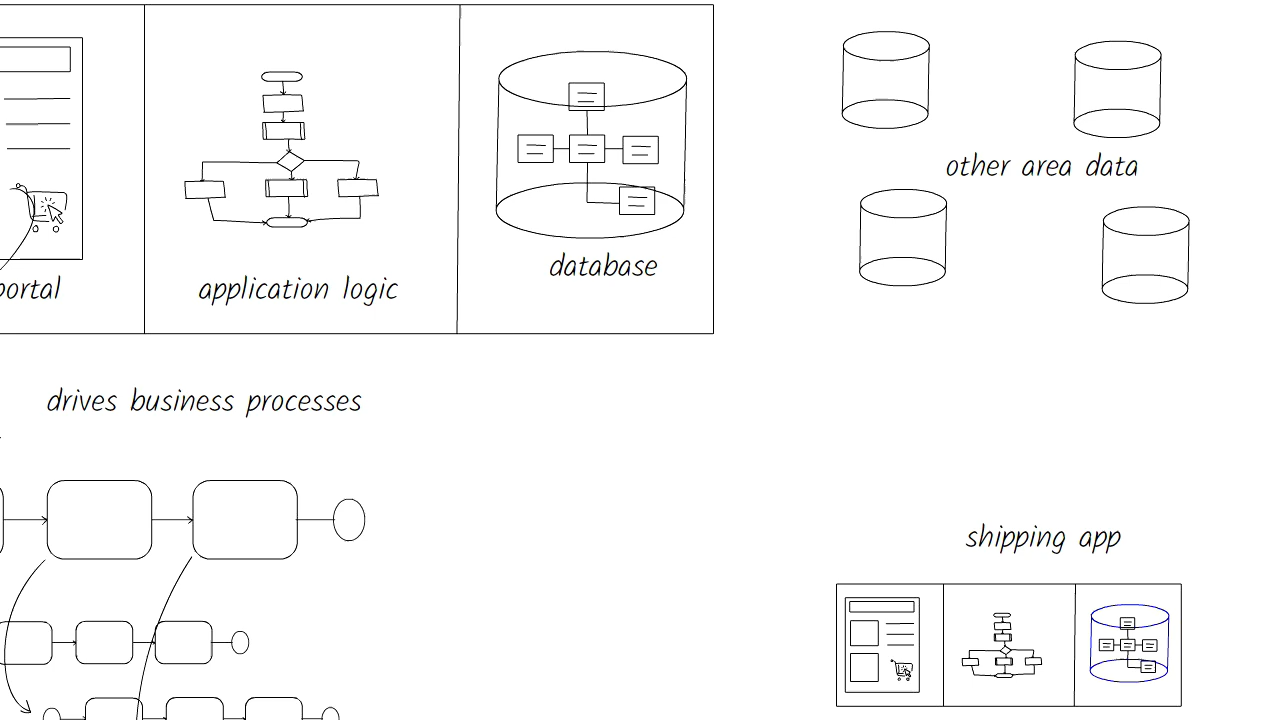 other area data
portal
application logic
database
drives business processes
shipping app